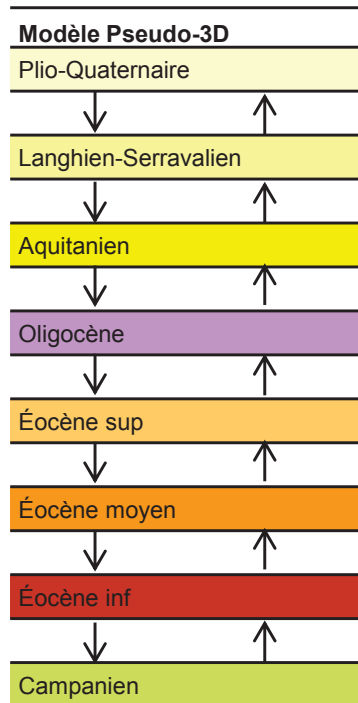 Modèle Pseudo-3D
Plio-Quaternaire
Langhien-Serravalien
Aquitanien
Oligocène
Éocène sup
Éocène moyen
Éocène inf
Campanien